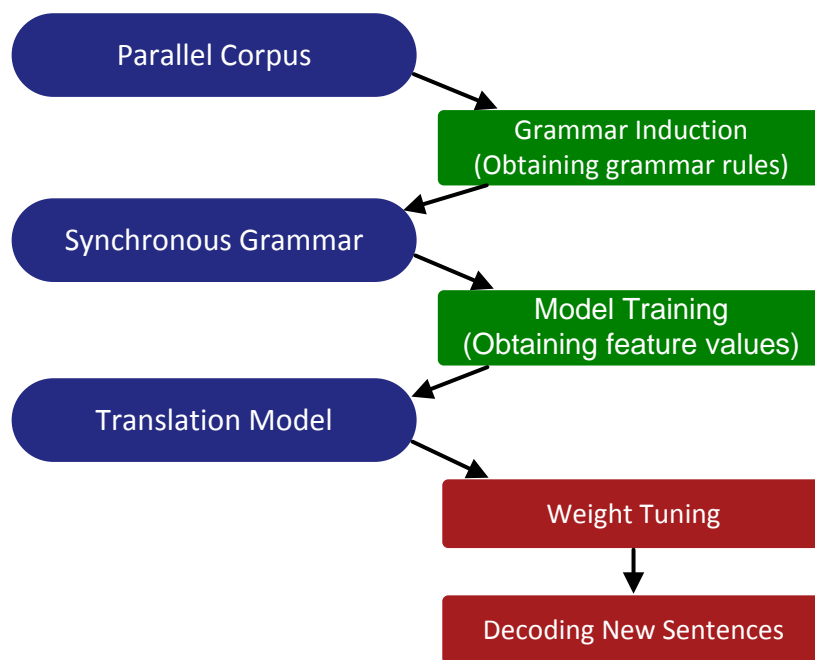 Parallel Corpus
Grammar Induction
(Obtaining grammar rules)
Synchronous Grammar
Model Training
(Obtaining feature values)
Translation Model
Weight Tuning
Decoding New Sentences